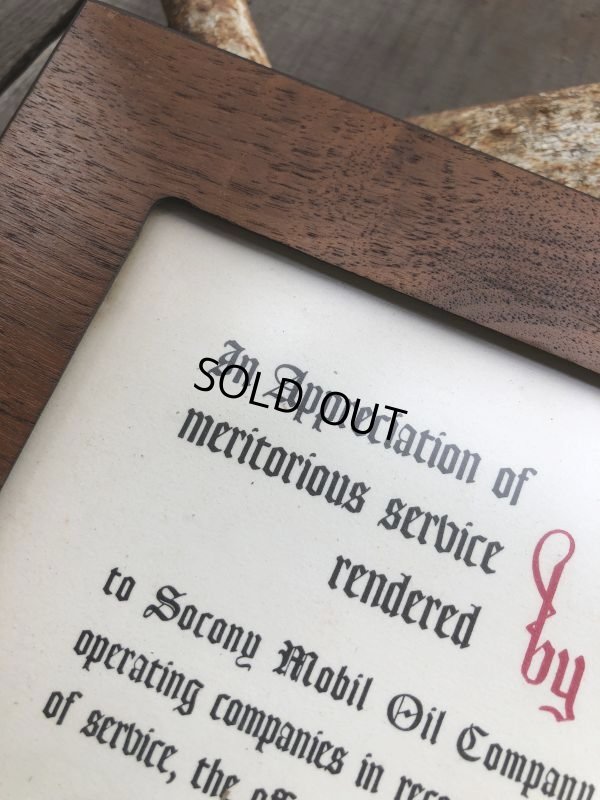 In Appreciation of
SOLD OUT
meritorious service
rendered
by
to Socony Mobil Oil Company
operating companies in
of service, the